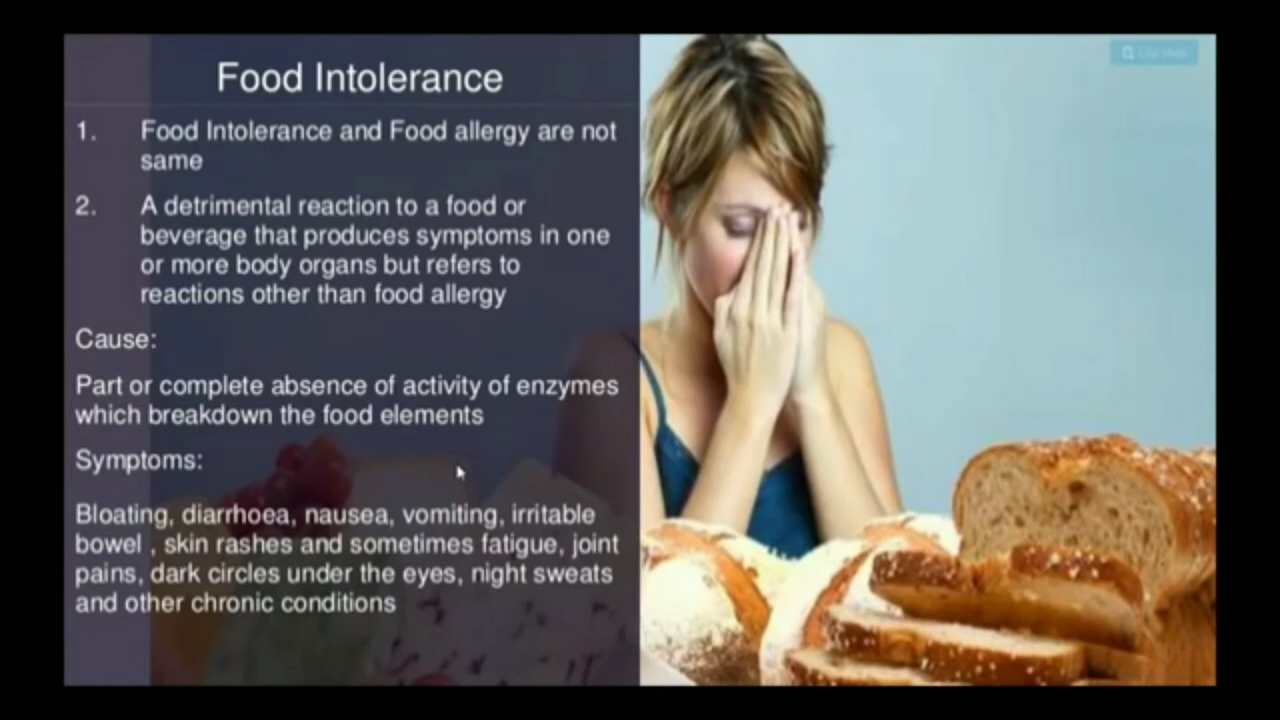 Food Intolerance
1. Food Intolerance and Food allergy are not
same
2. A detrimental reaction to a food or
beverage that produces symptoms in one
or more body organs but refers to
reactions other than food allergy
Cause:
Part or complete absence of activity of enzymes
which breakdown the food elements
Symptoms:
Bloating, diarrhoea, nausea, vomiting, irritable
bowel , skin rashes and sometimes fatigue, joint
pains, dark circles under the eyes, night sweats
and other chronic conditions